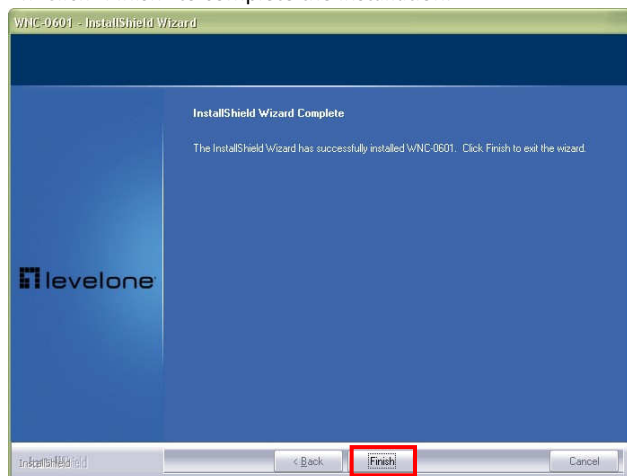 WNC-0601 - InstallShield Wizard
InstallShield Wizard Complete
The InstallShield Wizard has successfully installed WNC-0601. Click Finish to exit the wizard.
levelone
InstallShield
< Back
Finish
Cancel